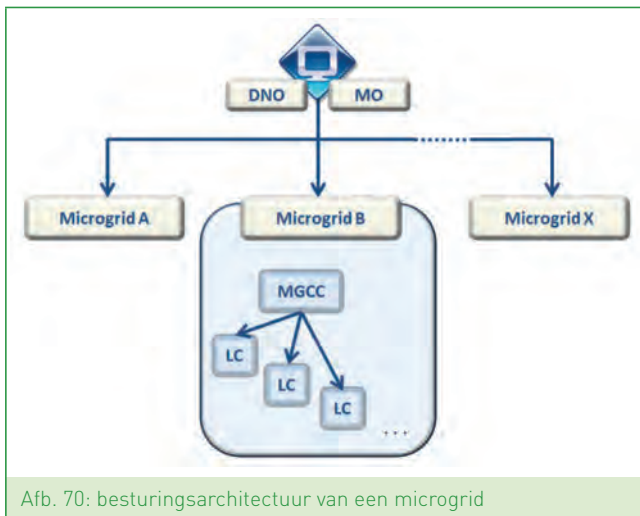 DNO MO
Microgrid A Microgrid B Microgrid X
MGCC
LC
LC
LC
...
Afb. 70: besturingsarchitectuur van een microgrid